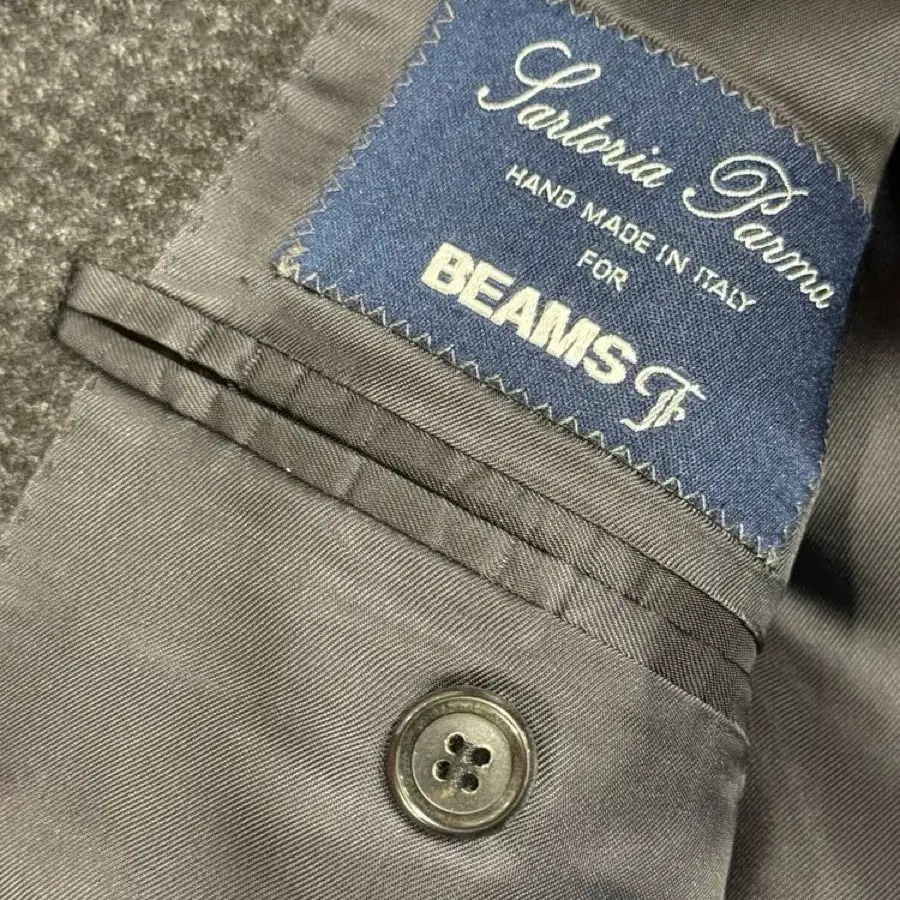 Sartoria Parma
HAND MADE IN ITALY
FOR
BEAMS F